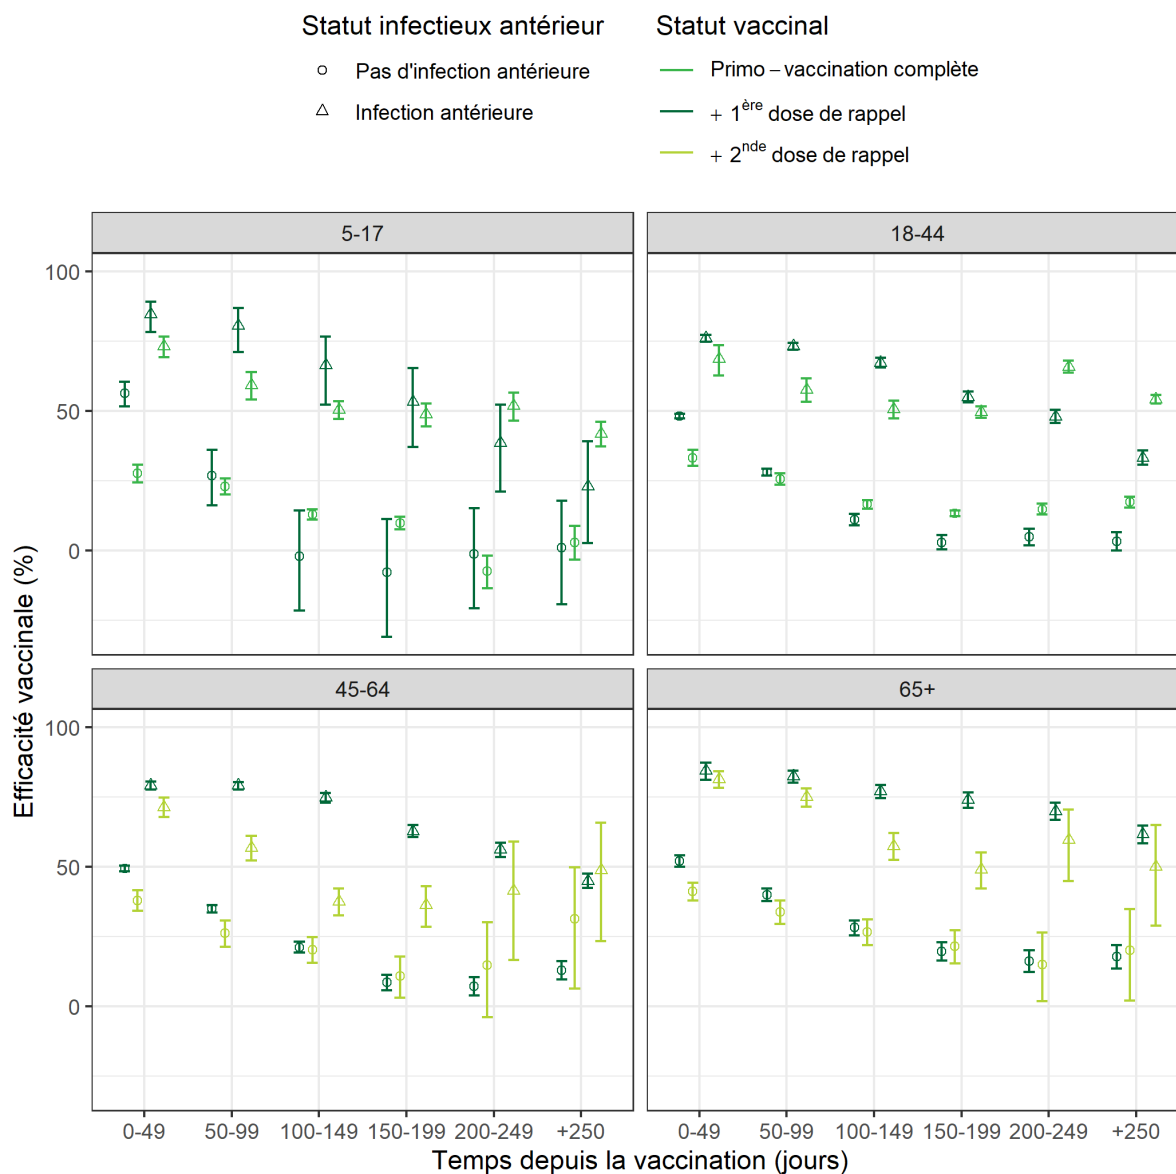 Statut infectieux antérieur
Pas d'infection antérieure
Infection antérieure
Statut vaccinal
Primo – vaccination complète
+ 1ère dose de rappel
+ 2nde dose de rappel
5-17
18-44
100
50
0
45-64
65+
100
50
0
Efficacité vaccinale (%)
0-49 50-99 100-149 150-199 200-249 +250
0-49 50-99 100-149 150-199 200-249 +250
Temps depuis la vaccination (jours)